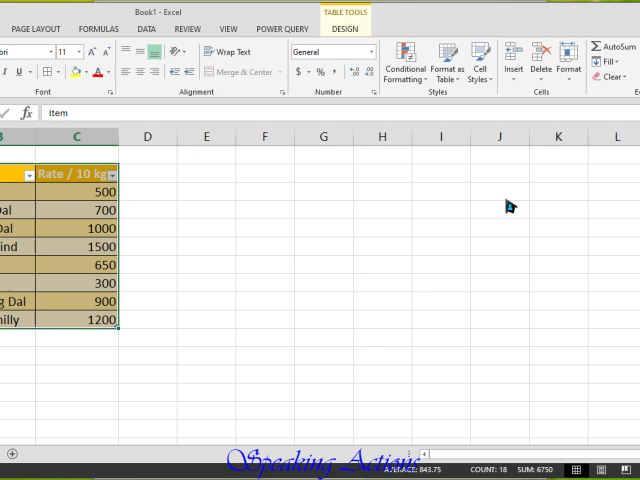 Book1 - Excel
TABLE TOOLS
PAGE LAYOUT FORMULAS DATA REVIEW VIEW POWER QUERY DESIGN
bri 11 A A Wrap Text General Conditional Formatting Format as Table Cell Styles Insert Delete Format AutoSum
I U Merge & Center $ % , Fill
Clear
Alignment Number Styles Cells
fx Item
B C D E F G H I J K L
Rate / 10 kg
500
Dal 700
Dal 1000
ind 1500
650
300
g Dal 900
hilly 1200
Speaking Actions
AVERAGE: 843.75 COUNT: 18 SUM: 6750